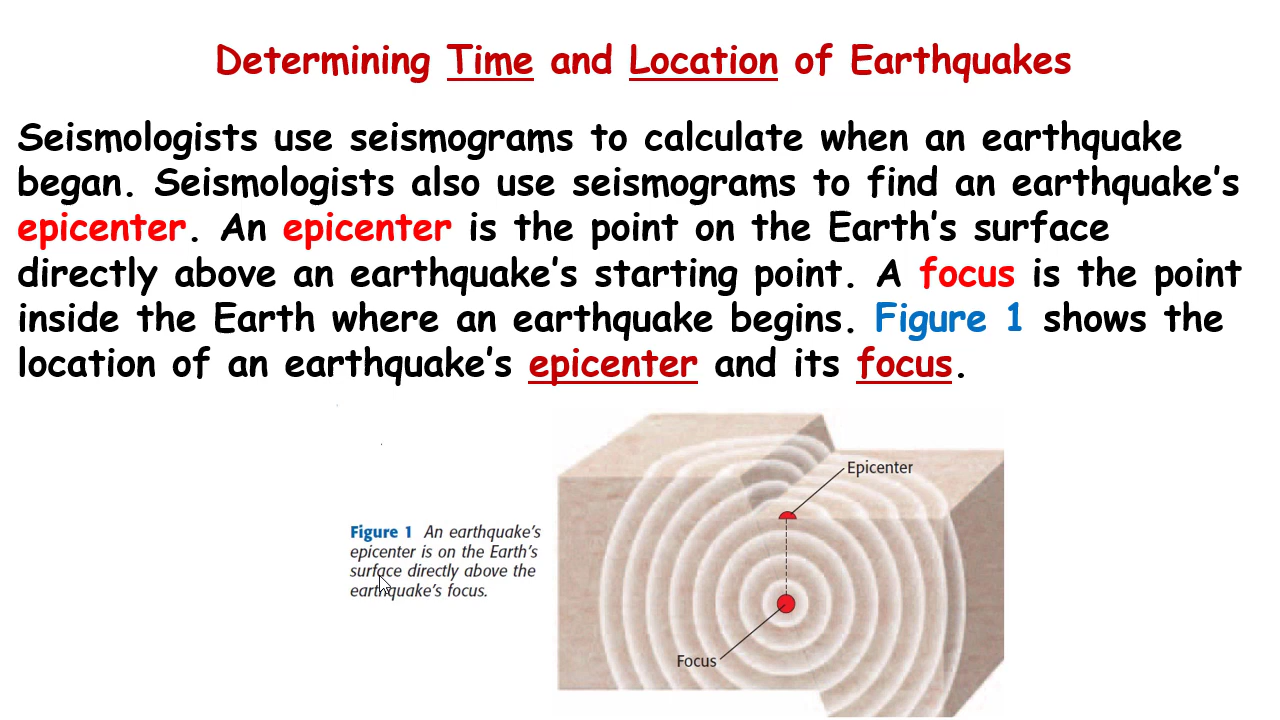 Determining Time and Location of Earthquakes
Seismologists use seismograms to calculate when an earthquake
began. Seismologists also use seismograms to find an earthquake’s
epicenter. An epicenter is the point on the Earth’s surface
directly above an earthquake’s starting point. A focus is the point
inside the Earth where an earthquake begins. Figure 1 shows the
location of an earthquake’s epicenter and its focus.
Epicenter
Figure 1 An earthquake’s
epicenter is on the Earth’s
surface directly above the
earthquake’s focus.
Focus